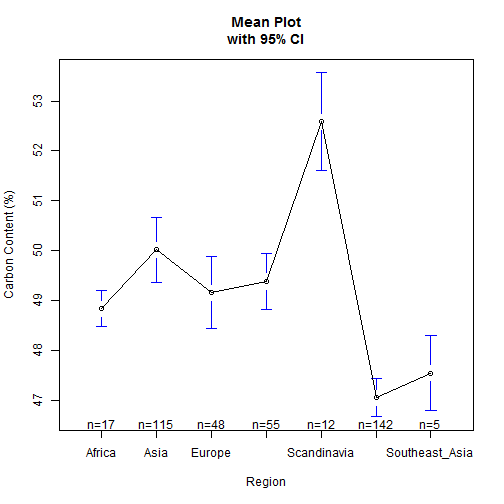 Mean Plot
with 95% CI
Carbon Content (%)
53
52
51
50
49
48
47
n=17 n=115 n=48 n=55 n=12 n=142 n=5
Africa Asia Europe Scandinavia Southeast_Asia
Region